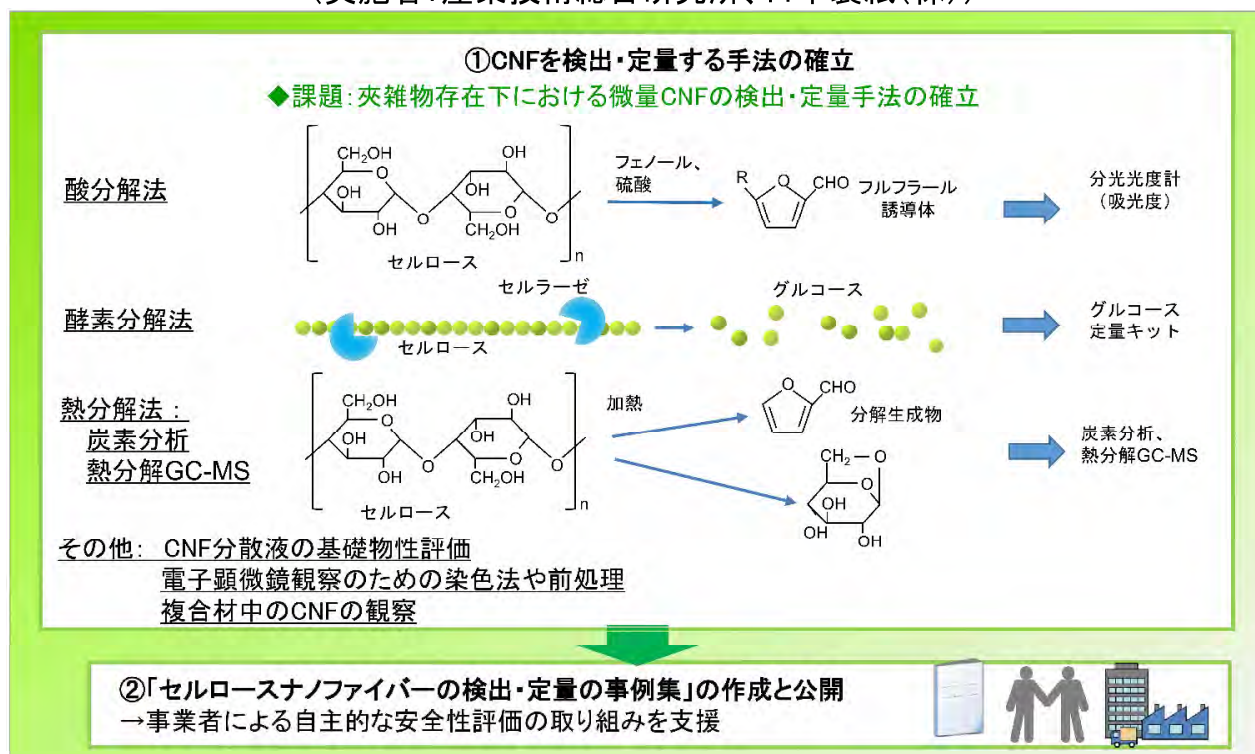 ①CNFを検出・定量する手法の確立
◆課題：夾雑物存在下における微量CNFの検出・定量手法の確立
酸分解法
CH₂OH
O
OH
OH
O
OH
OH
O
CH₂OH
O
n
セルロース
フェノール、
硫酸
R
O
CHO
フルフラール
誘導体
分光光度計
（吸光度）
酵素分解法
セルラーゼ
セルロース
グルコース
グルコース
定量キット
熱分解法：
炭素分析
熱分解GC-MS
CH₂OH
O
OH
OH
O
OH
OH
O
CH₂OH
O
n
セルロース
加熱
O
CHO
分解生成物
CH₂－O
O
OH
OH
OH
炭素分析、
熱分解GC-MS
その他： CNF分散液の基礎物性評価
電子顕微鏡観察のための染色法や前処理
複合材中のCNFの観察
②「セルロースナノファイバーの検出・定量の事例集」の作成と公開
→事業者による自主的な安全性評価の取り組みを支援